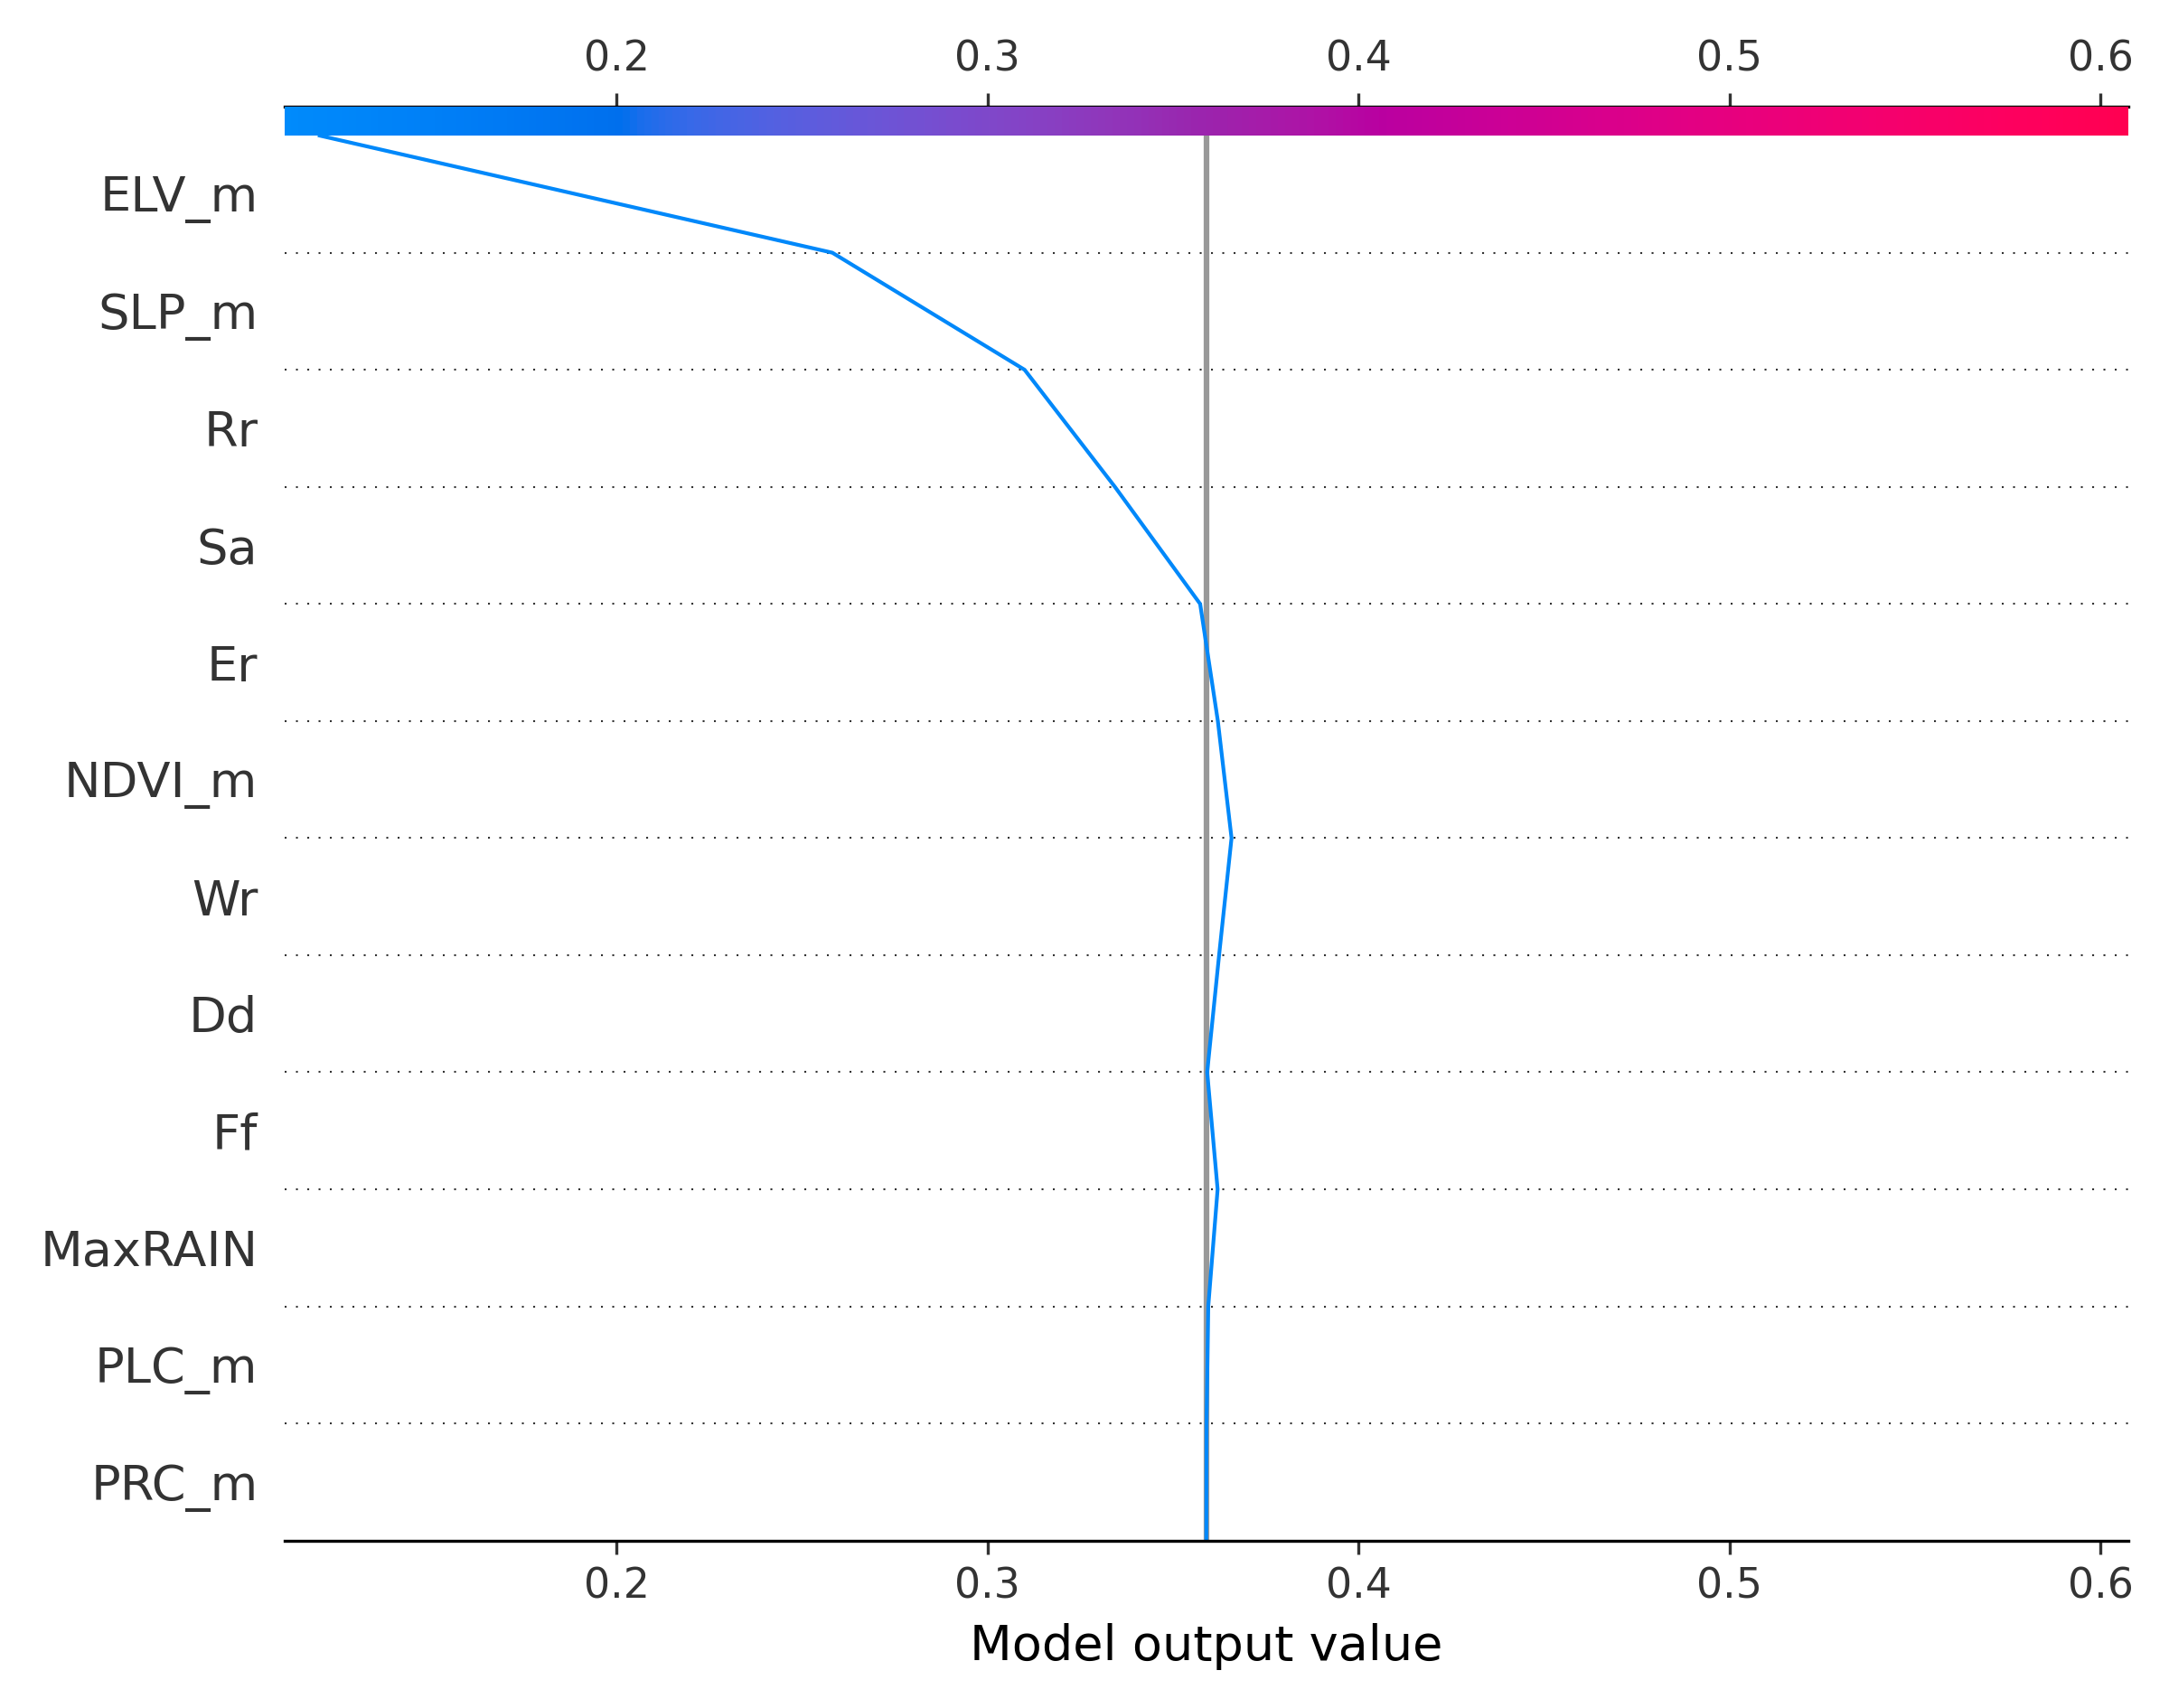 0.2 0.3 0.4 0.5 0.6
ELV_m
SLP_m
Rr
Sa
Er
NDVI_m
Wr
Dd
Ff
MaxRAIN
PLC_m
PRC_m
0.2 0.3 0.4 0.5 0.6
Model output value